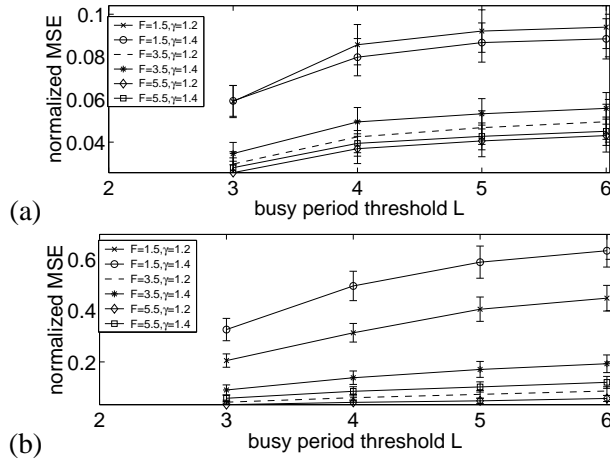 0.1
0.08
0.06
0.04
normalized MSE
F=1.5,γ=1.2
F=1.5,γ=1.4
F=3.5,γ=1.2
F=3.5,γ=1.4
F=5.5,γ=1.2
F=5.5,γ=1.4
2 3 4 5 6
busy period threshold L
(a)
0.6
0.4
0.2
normalized MSE
F=1.5,γ=1.2
F=1.5,γ=1.4
F=3.5,γ=1.2
F=3.5,γ=1.4
F=5.5,γ=1.2
F=5.5,γ=1.4
2 3 4 5 6
busy period threshold L
(b)